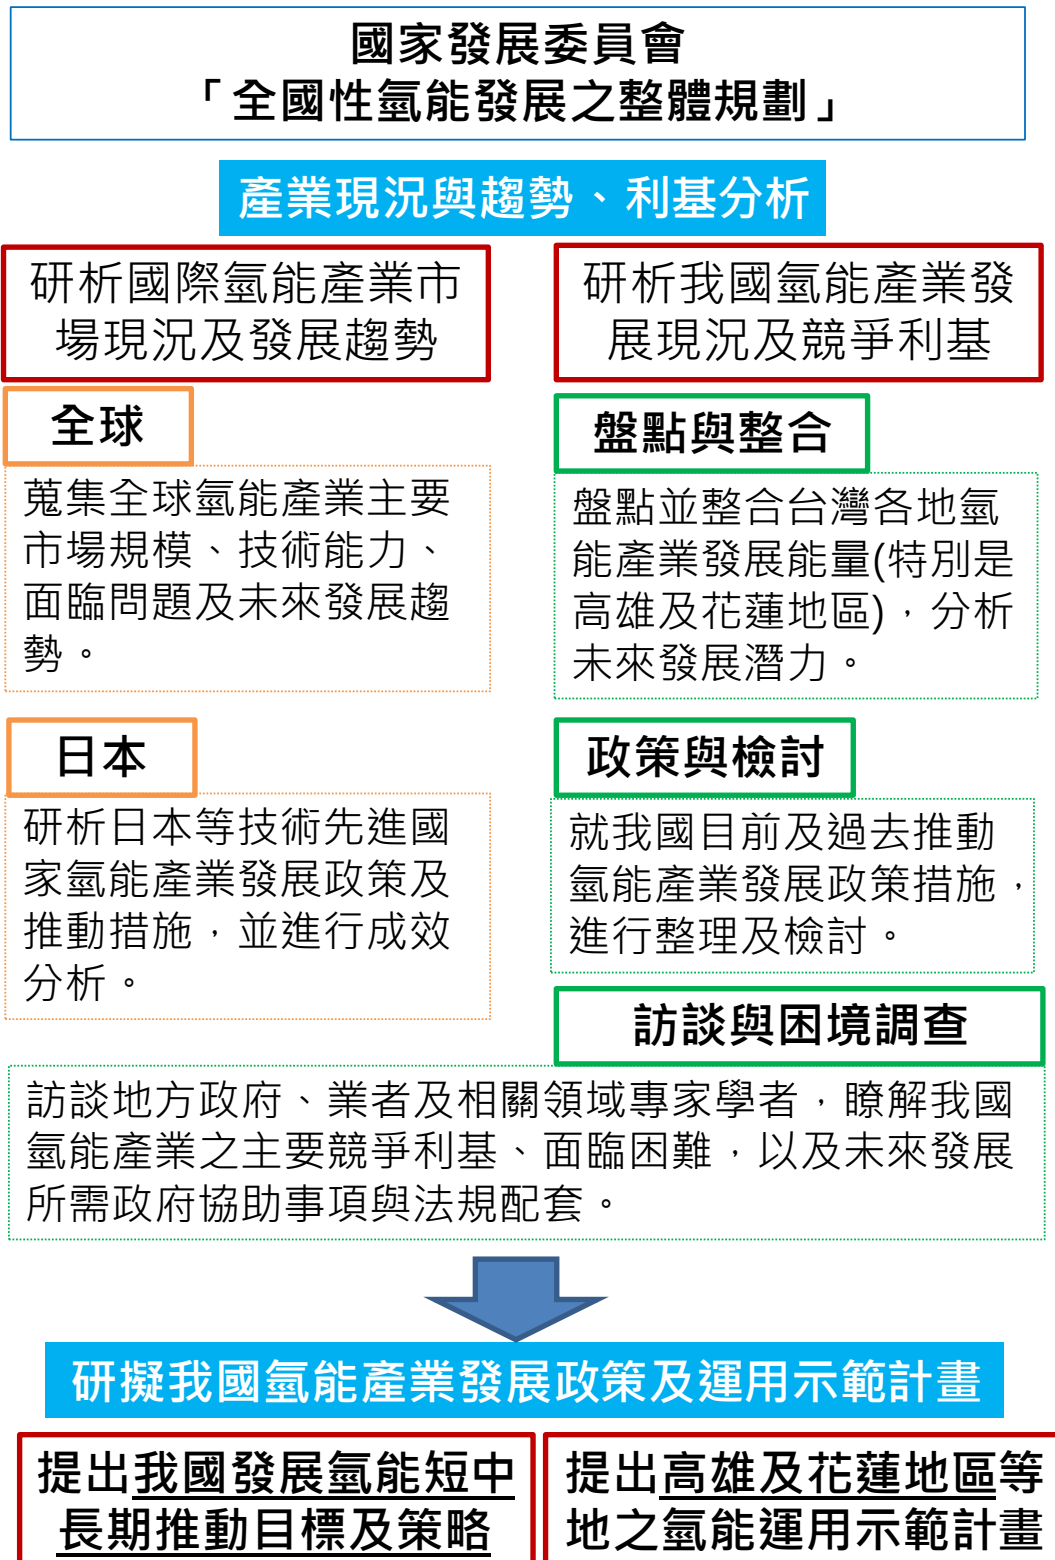 國家發展委員會
「全國性氫能發展之整體規劃」
產業現況與趨勢、利基分析
研析國際氫能產業市
場現況及發展趨勢
全球
蒐集全球氫能產業主要
市場規模、技術能力、
面臨問題及未來發展趨
勢。
日本
研析日本等技術先進國
家氫能產業發展政策及
推動措施，並進行成效
分析。
研析我國氫能產業發
展現況及競爭利基
盤點與整合
盤點並整合台灣各地氫
能產業發展能量(特別是
高雄及花蓮地區)，分析
未來發展潛力。
政策與檢討
就我國目前及過去推動
氫能產業發展政策措施，
進行整理及檢討。
訪談與困境調查
訪談地方政府、業者及相關領域專家學者，瞭解我國
氫能產業之主要競爭利基、面臨困難，以及未來發展
所需政府協助事項與法規配套。
研擬我國氫能產業發展政策及運用示範計畫
提出我國發展氫能短中
長期推動目標及策略
提出高雄及花蓮地區等
地之氫能運用示範計畫